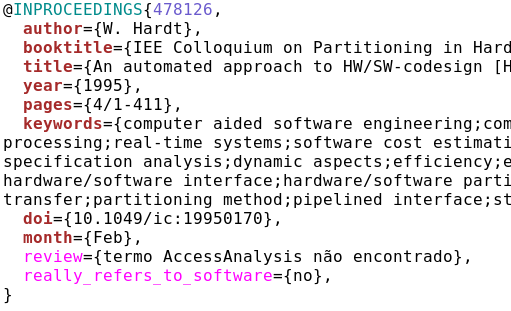 @INPROCEEDINGS{478126,
  author={W. Hardt},
  booktitle={IEE Colloquium on Partitioning in Hard
  title={An automated approach to HW/SW-codesign [H
  year={1995},
  pages={4/1-411},
  keywords={computer aided software engineering;com
processing;real-time systems;software cost estimati
specification analysis;dynamic aspects;efficiency;e
hardware/software interface;hardware/software parti
transfer;partitioning method;pipelined interface;st
  doi={10.1049/ic:19950170},
  month={Feb},
  review={termo AccessAnalysis não encontrado},
  really_refers_to_software={no},
}